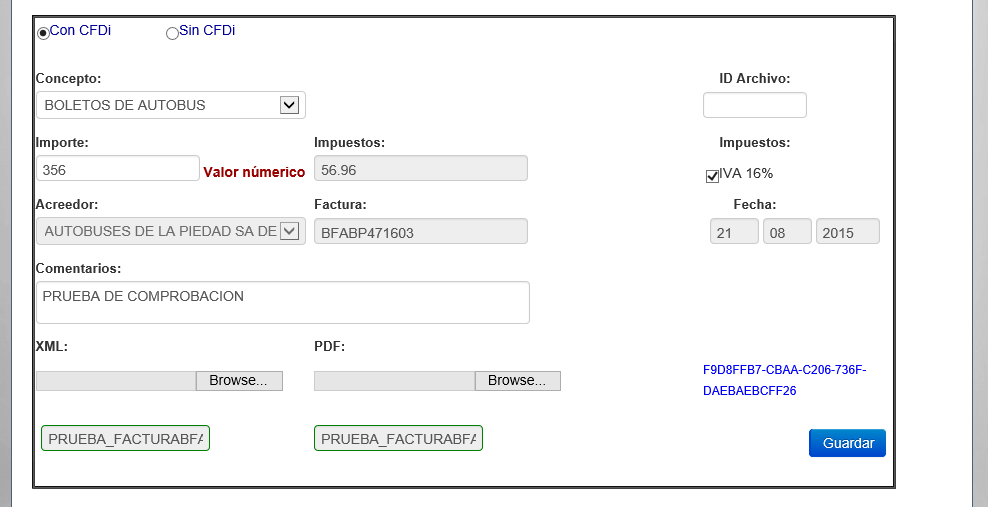 Con CFDi Sin CFDi
Concepto: ID Archivo:
BOLETOS DE AUTOBUS
Importe: Impuestos: Impuestos:
356 Valor númerico 56.96 IVA 16%
Acreedor: Factura: Fecha:
AUTOBUSES DE LA PIEDAD SA DE BFABP471603 21 08 2015
Comentarios:
PRUEBA DE COMPROBACION
XML: PDF:
Browse... Browse... F9D8FFB7-CBAA-C206-736F-
DAEBAEBCFF26
PRUEBA_FACTURABFA PRUEBA_FACTURABFA Guardar